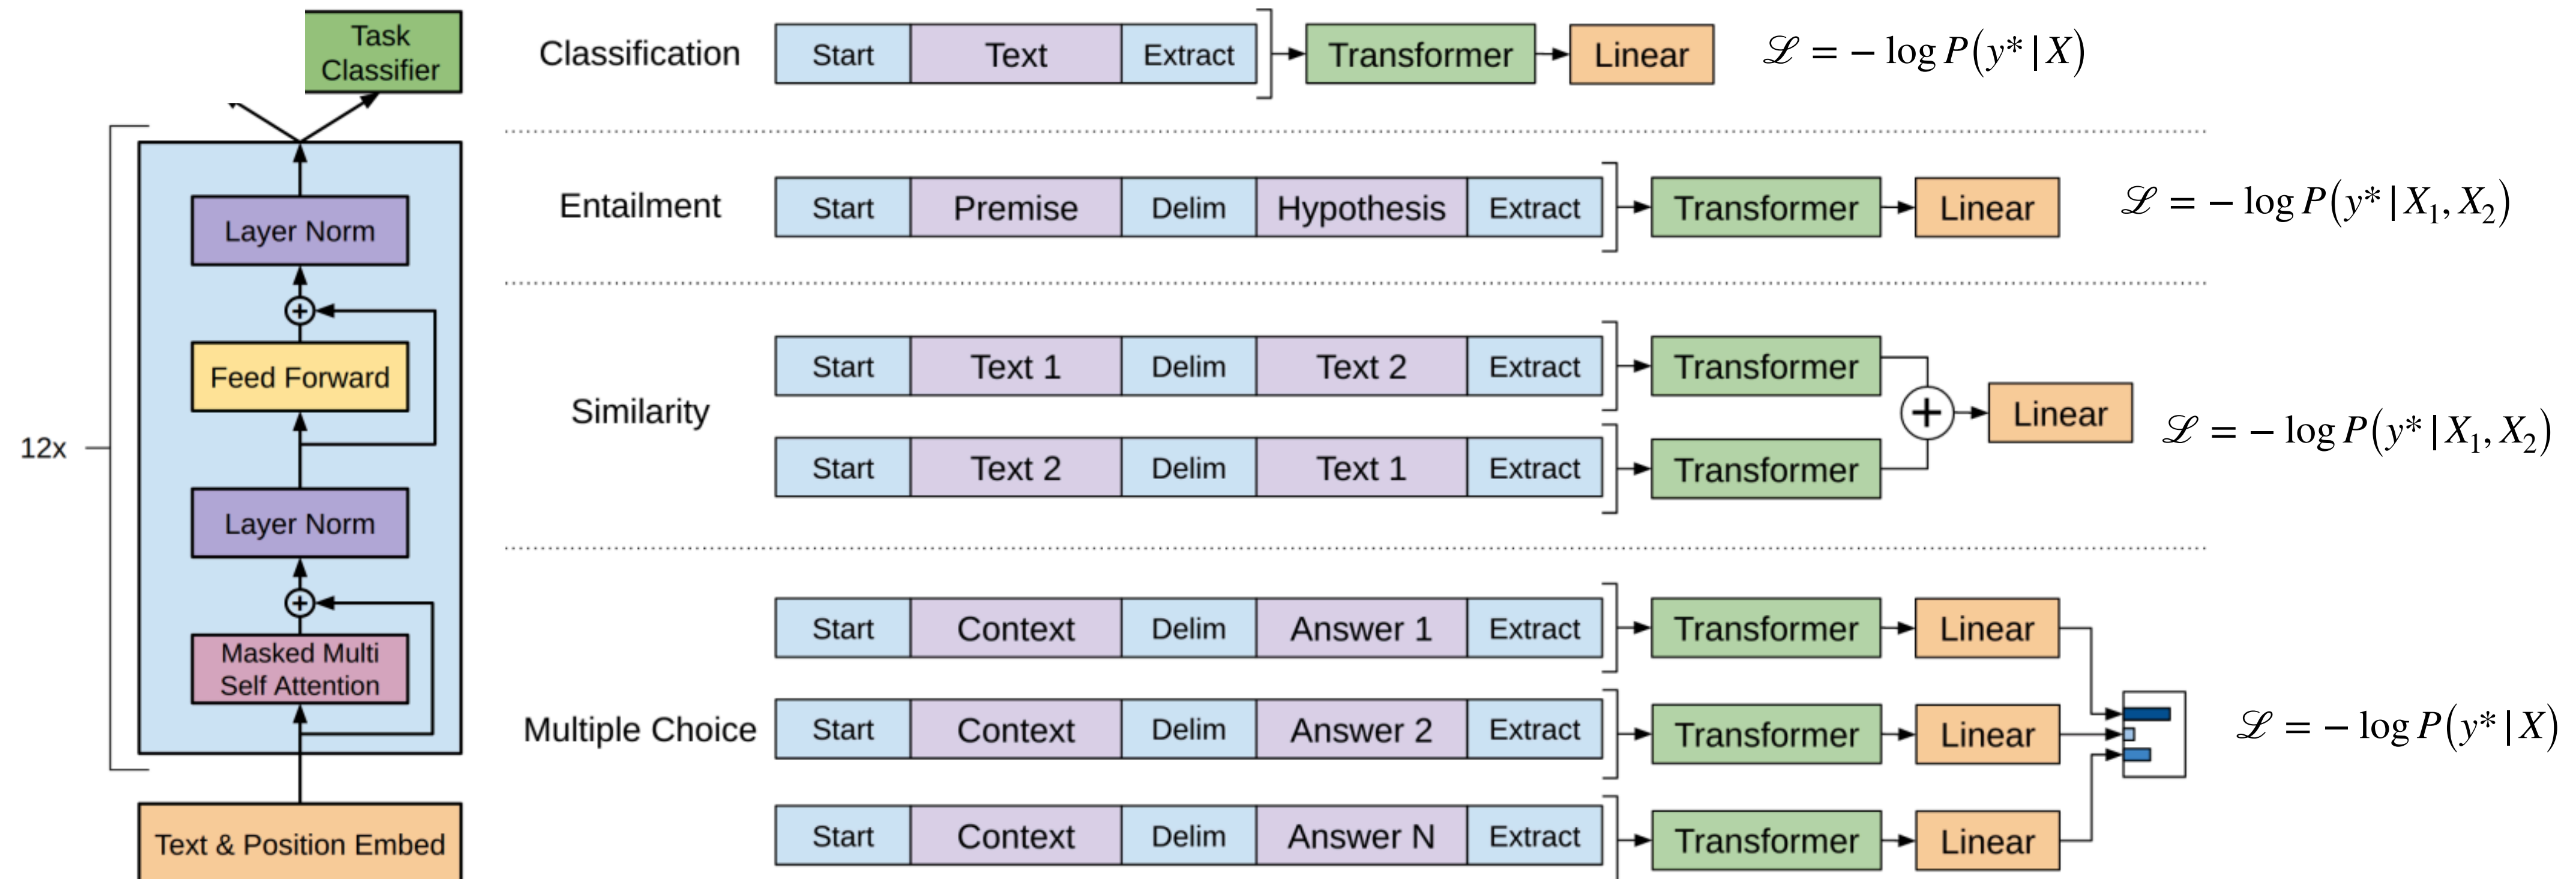 Task
Classifier
12x
Layer Norm
+
Feed Forward
Layer Norm
+
Masked Multi
Self Attention
Text & Position Embed
Classification Start Text Extract Transformer Linear ℒ = − log P(y* | X)
Entailment Start Premise Delim Hypothesis Extract Transformer Linear ℒ = − log P(y* | X₁, X₂)
Similarity
Start Text 1 Delim Text 2 Extract Transformer
Start Text 2 Delim Text 1 Extract Transformer
+ Linear ℒ = − log P(y* | X₁, X₂)
Multiple Choice
Start Context Delim Answer 1 Extract Transformer Linear
Start Context Delim Answer 2 Extract Transformer Linear
Start Context Delim Answer N Extract Transformer Linear
ℒ = − log P(y* | X)